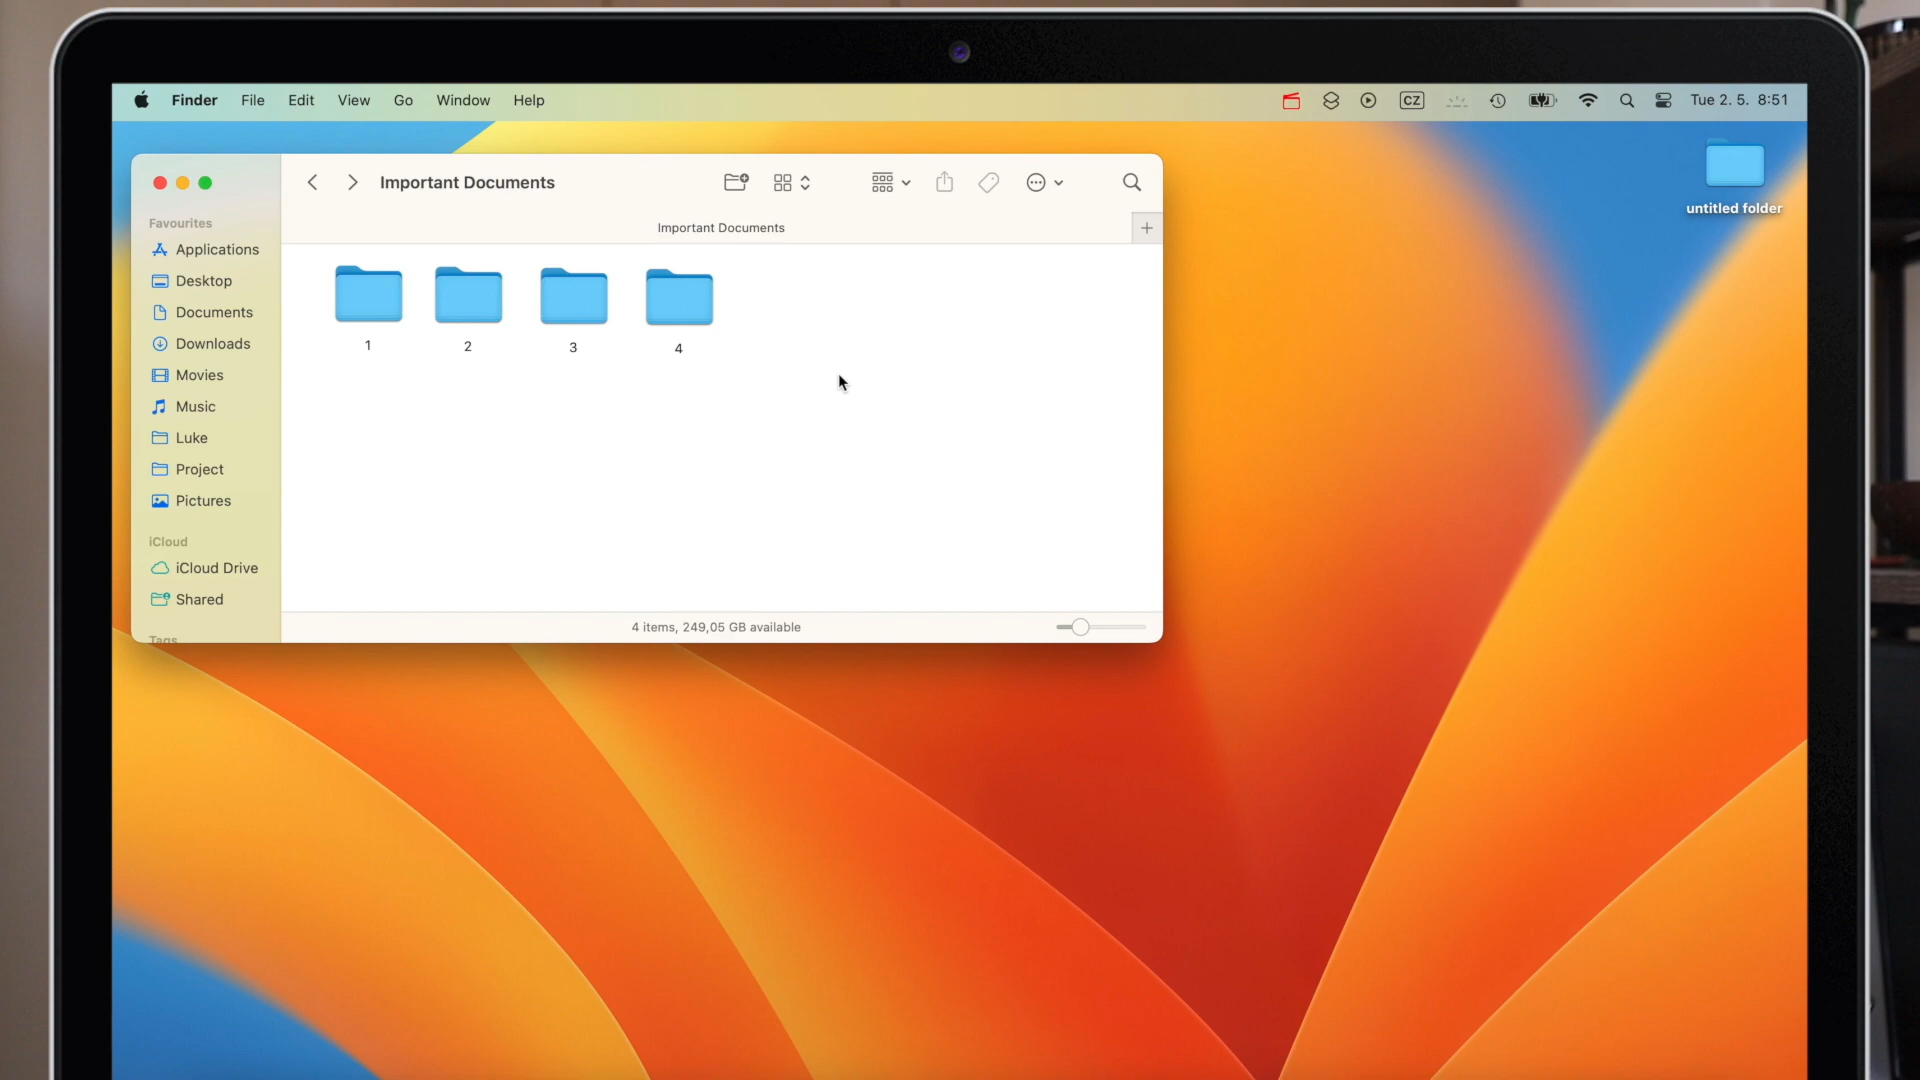 Finder File Edit View Go Window Help CZ Tue 2. 5. 8:51
untitled folder
Important Documents
Important Documents
Favourites
Applications
Desktop
Documents
Downloads
Movies
Music
Luke
Project
Pictures
iCloud
iCloud Drive
Shared
Tags
1 2 3 4
4 items, 249,05 GB available